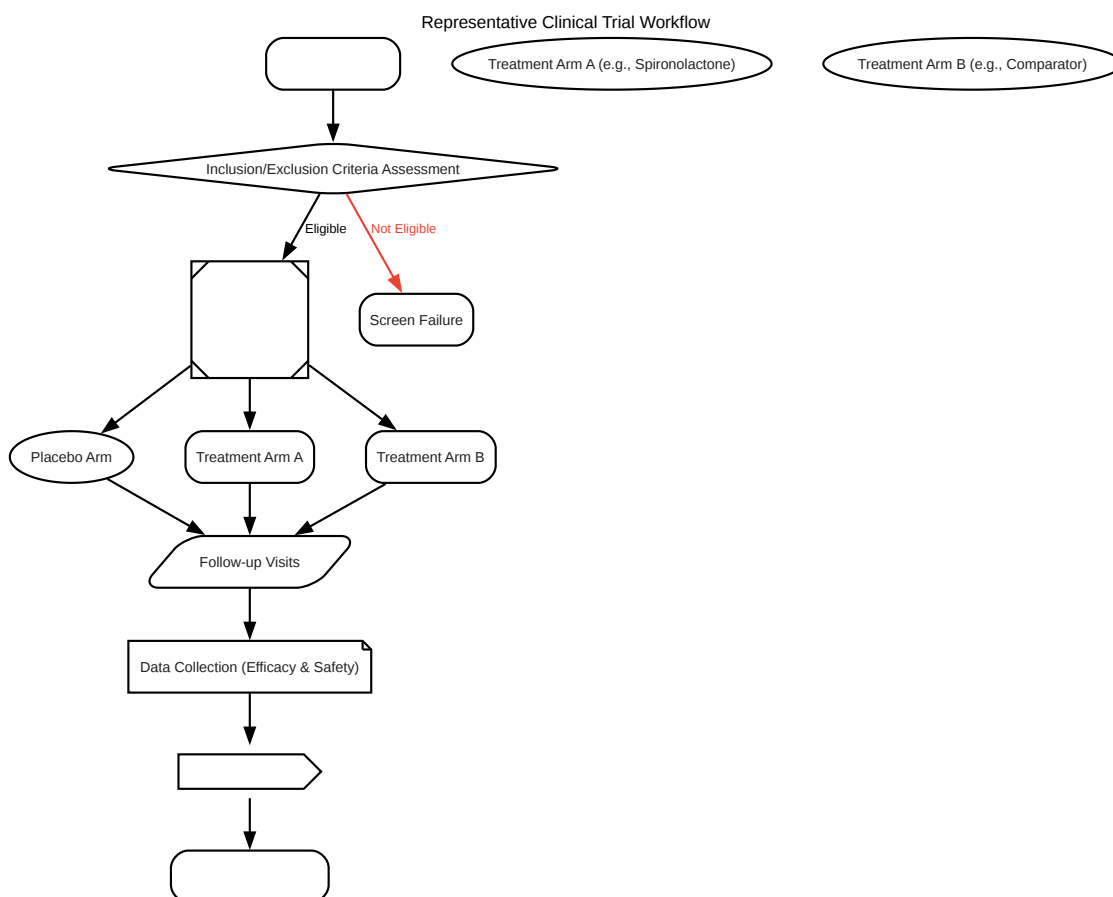 Representative Clinical Trial Workflow
Treatment Arm A (e.g., Spironolactone)
Treatment Arm B (e.g., Comparator)
Inclusion/Exclusion Criteria Assessment
Eligible
Not Eligible
Screen Failure
Placebo Arm
Treatment Arm A
Treatment Arm B
Follow-up Visits
Data Collection (Efficacy & Safety)